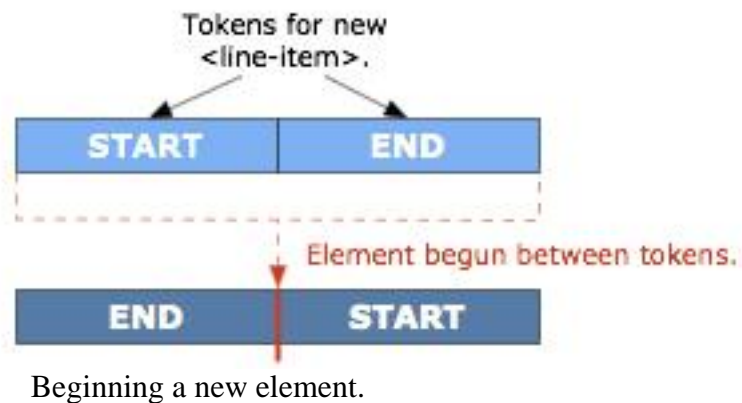 Tokens for new
<line-item>.
START END
Element begun between tokens.
END START
Beginning a new element.